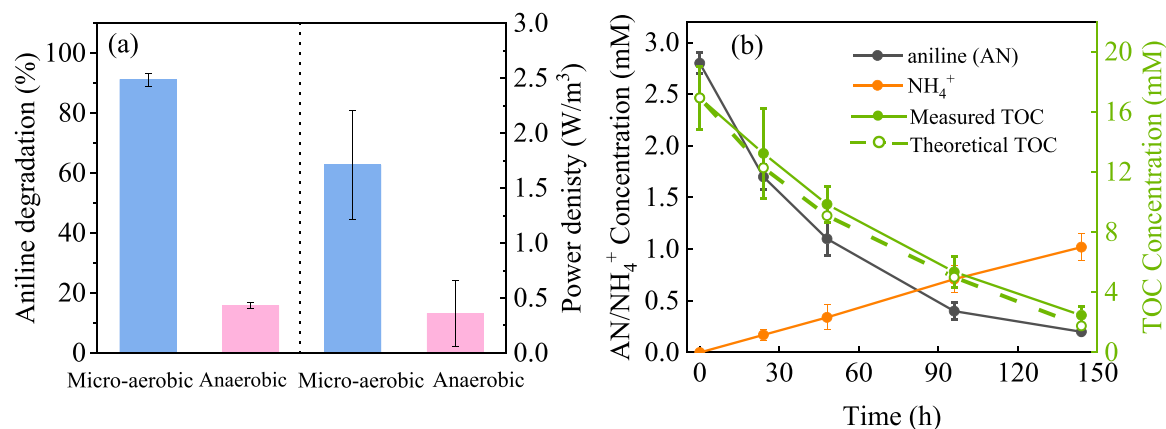 (a)
Aniline degradation (%)
100
80
60
40
20
0
3.0
2.5
2.0
1.5
1.0
0.5
0.0
Power denisty (W/m³)
Micro-aerobic Anaerobic Micro-aerobic Anaerobic
(b)
AN/NH₄⁺ Concentration (mM)
3.0
2.5
2.0
1.5
1.0
0.5
0.0
aniline (AN)
NH₄⁺
Measured TOC
Theoretical TOC
20
16
12
8
4
0
TOC Concentration (mM)
0 30 60 90 120 150
Time (h)